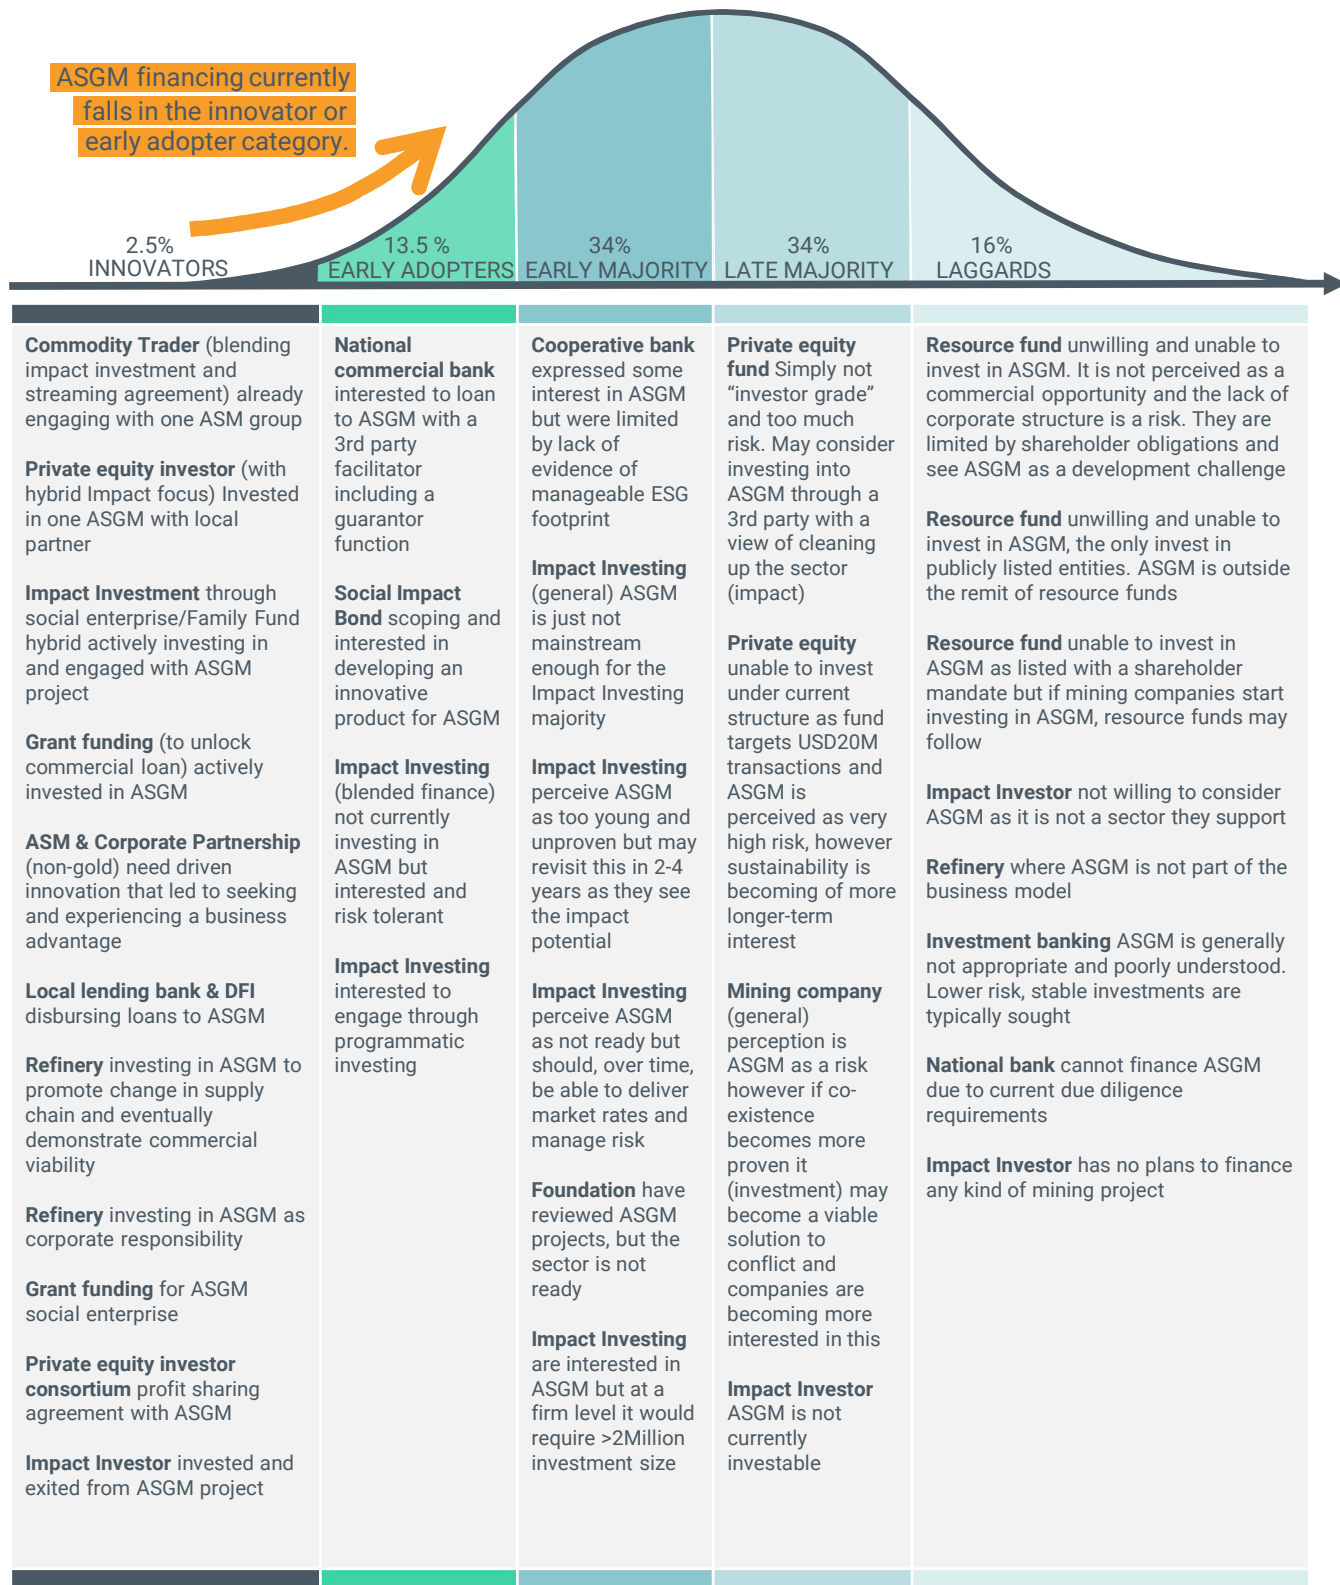 ASGM financing currently
falls in the innovator or
early adopter category.
2.5%
INNOVATORS
13.5 %
EARLY ADOPTERS
34%
EARLY MAJORITY
34%
LATE MAJORITY
16%
LAGGARDS
Commodity Trader (blending
impact investment and
streaming agreement) already
engaging with one ASM group
Private equity investor (with
hybrid Impact focus) Invested
in one ASGM with local
partner
Impact Investment through
social enterprise/Family Fund
hybrid actively investing in
and engaged with ASGM
project
Grant funding (to unlock
commercial loan) actively
invested in ASGM
ASM & Corporate Partnership
(non-gold) need driven
innovation that led to seeking
and experiencing a business
advantage
Local lending bank & DFI
disbursing loans to ASGM
Refinery investing in ASGM to
promote change in supply
chain and eventually
demonstrate commercial
viability
Refinery investing in ASGM as
corporate responsibility
Grant funding for ASGM
social enterprise
Private equity investor
consortium profit sharing
agreement with ASGM
Impact Investor invested and
exited from ASGM project
National
commercial bank
interested to loan
to ASGM with a
3rd party
facilitator
including a
guarantor
function
Social Impact
Bond scoping and
interested in
developing an
innovative
product for ASGM
Impact Investing
(blended finance)
not currently
investing in
ASGM but
interested and
risk tolerant
Impact Investing
interested to
engage through
programmatic
investing
Cooperative bank
expressed some
interest in ASGM
but were limited
by lack of
evidence of
manageable ESG
footprint
Impact Investing
(general) ASGM
is just not
mainstream
enough for the
Impact Investing
majority
Impact Investing
perceive ASGM
as too young and
unproven but may
revisit this in 2-4
years as they see
the impact
potential
Impact Investing
perceive ASGM
as not ready but
should, over time,
be able to deliver
market rates and
manage risk
Foundation have
reviewed ASGM
projects, but the
sector is not
ready
Impact Investing
are interested in
ASGM but at a
firm level it would
require >2Million
investment size
Private equity
fund Simply not
“investor grade”
and too much
risk. May consider
investing into
ASGM through a
3rd party with a
view of cleaning
up the sector
(impact)
Private equity
unable to invest
under current
structure as fund
targets USD20M
transactions and
ASGM is
perceived as very
high risk, however
sustainability is
becoming of more
longer-term
interest
Mining company
(general)
perception is
ASGM as a risk
however if co-
existence
becomes more
proven it
(investment) may
become a viable
solution to
conflict and
companies are
becoming more
interested in this
Impact Investor
ASGM is not
currently
investable
Resource fund unwilling and unable to
invest in ASGM. It is not perceived as a
commercial opportunity and the lack of
corporate structure is a risk. They are
limited by shareholder obligations and
see ASGM as a development challenge
Resource fund unwilling and unable to
invest in ASGM, the only invest in
publicly listed entities. ASGM is outside
the remit of resource funds
Resource fund unable to invest in
ASGM as listed with a shareholder
mandate but if mining companies start
investing in ASGM, resource funds may
follow
Impact Investor not willing to consider
ASGM as it is not a sector they support
Refinery where ASGM is not part of the
business model
Investment banking ASGM is generally
not appropriate and poorly understood.
Lower risk, stable investments are
typically sought
National bank cannot finance ASGM
due to current due diligence
requirements
Impact Investor has no plans to finance
any kind of mining project